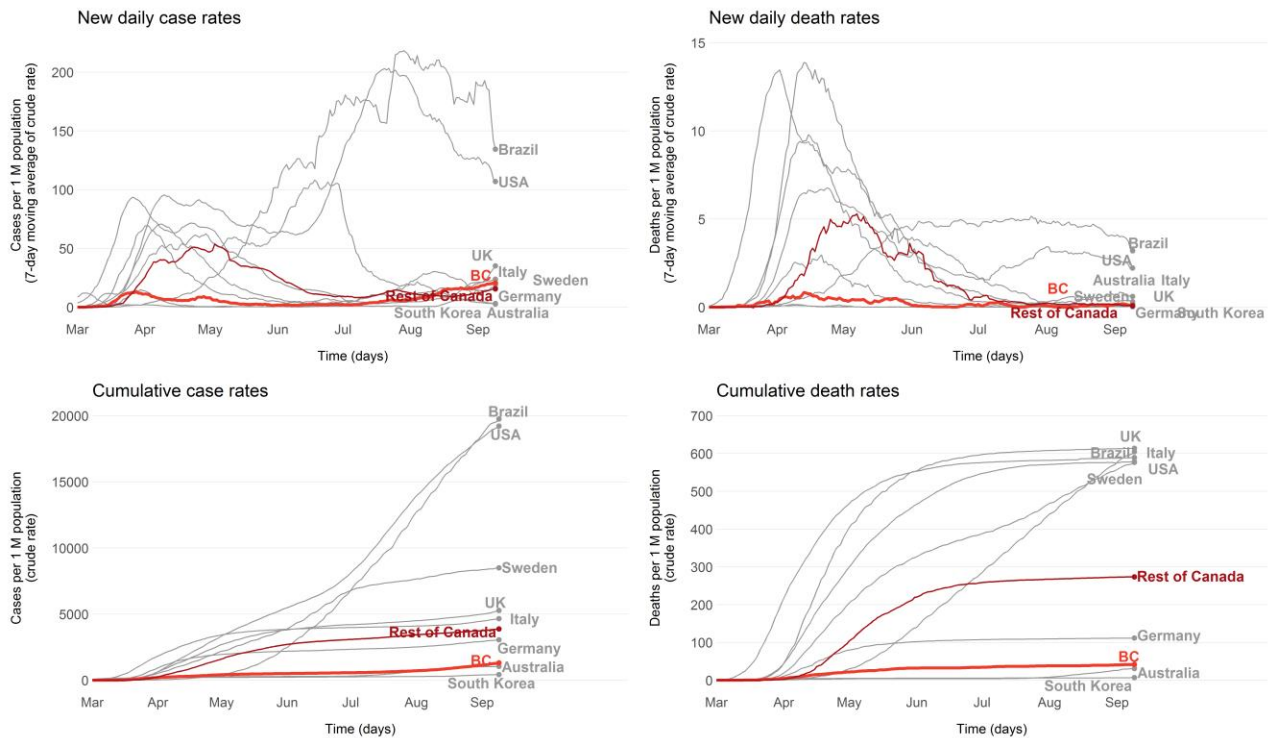 New daily case rates
Cases per 1 M population
(7-day moving average of crude rate)
200
150
100
50
0
Brazil
USA
UK
BC
Italy
Sweden
Rest of Canada
Germany
South Korea
Australia
Mar
Apr
May
Jun
Jul
Aug
Sep
Time (days)
New daily death rates
Deaths per 1 M population
(7-day moving average of crude rate)
15
10
5
0
Brazil
USA
Australia
Italy
BC
Sweden
UK
Rest of Canada
Germany
South Korea
Mar
Apr
May
Jun
Jul
Aug
Sep
Time (days)
Cumulative case rates
Cases per 1 M population
(crude rate)
20000
15000
10000
5000
0
Brazil
USA
Sweden
UK
Italy
Rest of Canada
Germany
BC
Australia
South Korea
Mar
Apr
May
Jun
Jul
Aug
Sep
Time (days)
Cumulative death rates
Deaths per 1 M population
(crude rate)
700
600
500
400
300
200
100
0
UK
Brazil
Italy
USA
Sweden
Rest of Canada
Germany
BC
Australia
South Korea
Mar
Apr
May
Jun
Jul
Aug
Sep
Time (days)